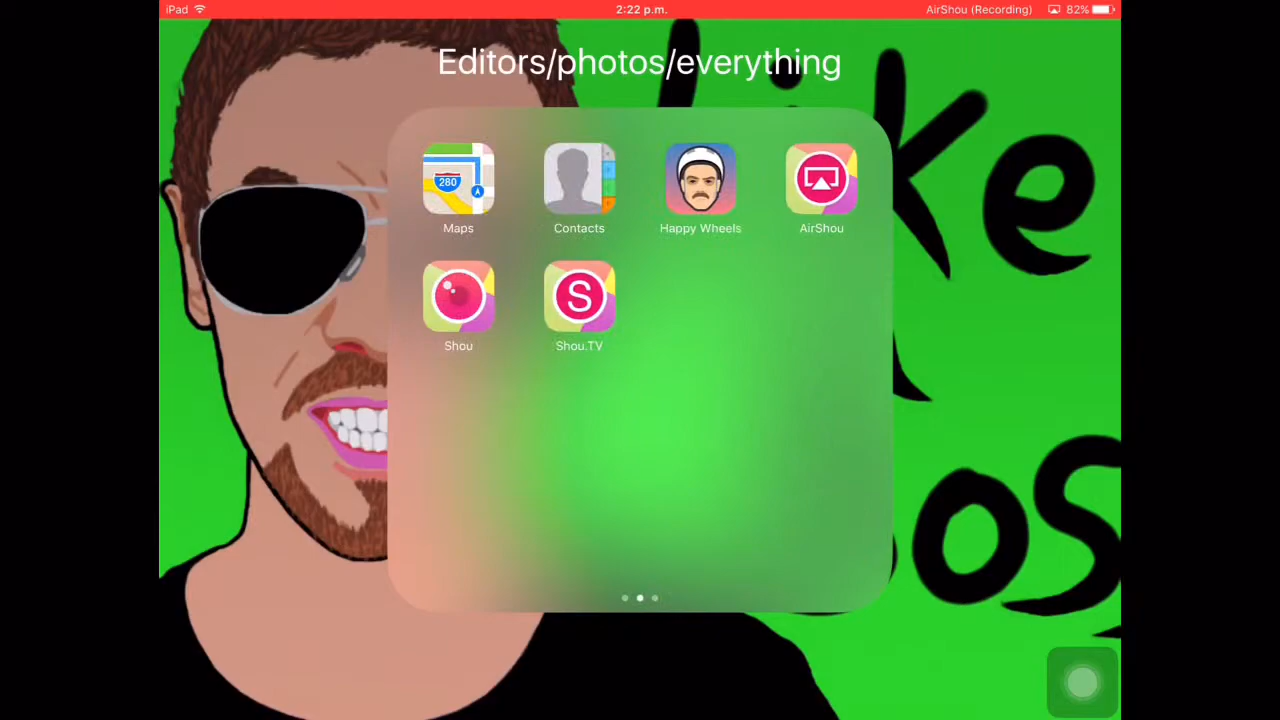 iPad 2:22 p.m. AirShou (Recording) 82%
Editors/photos/everything
280
Maps Contacts Happy Wheels AirShou
S
Shou Shou.TV